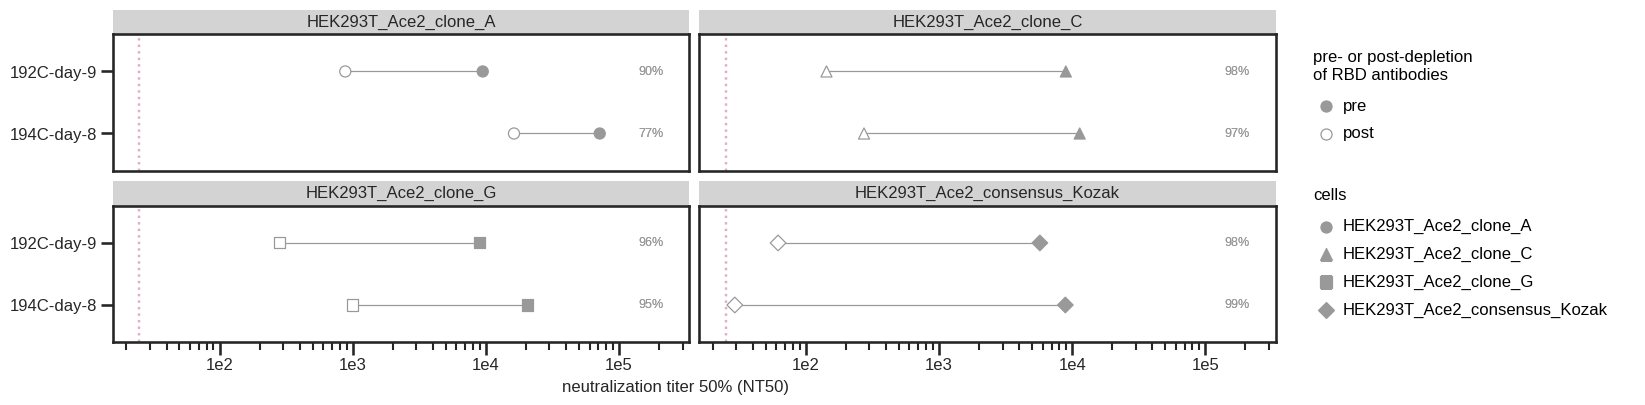 HEK293T_Ace2_clone_A
HEK293T_Ace2_clone_C
192C-day-9
90%
98%
194C-day-8
77%
97%
HEK293T_Ace2_clone_G
HEK293T_Ace2_consensus_Kozak
192C-day-9
96%
98%
194C-day-8
95%
99%
1e2 1e3 1e4 1e5
1e2 1e3 1e4 1e5
neutralization titer 50% (NT50)
pre- or post-depletion
of RBD antibodies
pre
post
cells
HEK293T_Ace2_clone_A
HEK293T_Ace2_clone_C
HEK293T_Ace2_clone_G
HEK293T_Ace2_consensus_Kozak